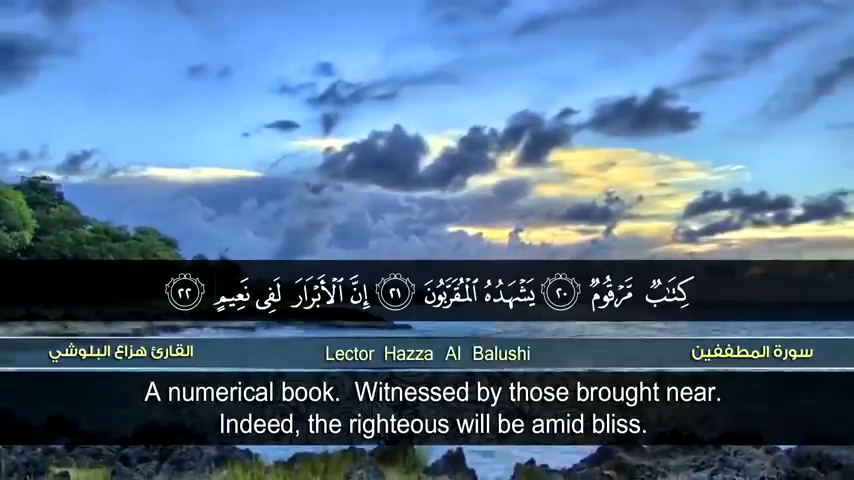 كِتَٰبٌ مَّرْقُومٌ ٢٠ يَشْهَدُهُ ٱلْمُقَرَّبُونَ ٢١ إِنَّ ٱلْأَبْرَارَ لَفِى نَعِيمٍ ٢٢
سورة المطففين Lector Hazza Al Balushi القارئ هزاع البلوشي
A numerical book. Witnessed by those brought near.
Indeed, the righteous will be amid bliss.